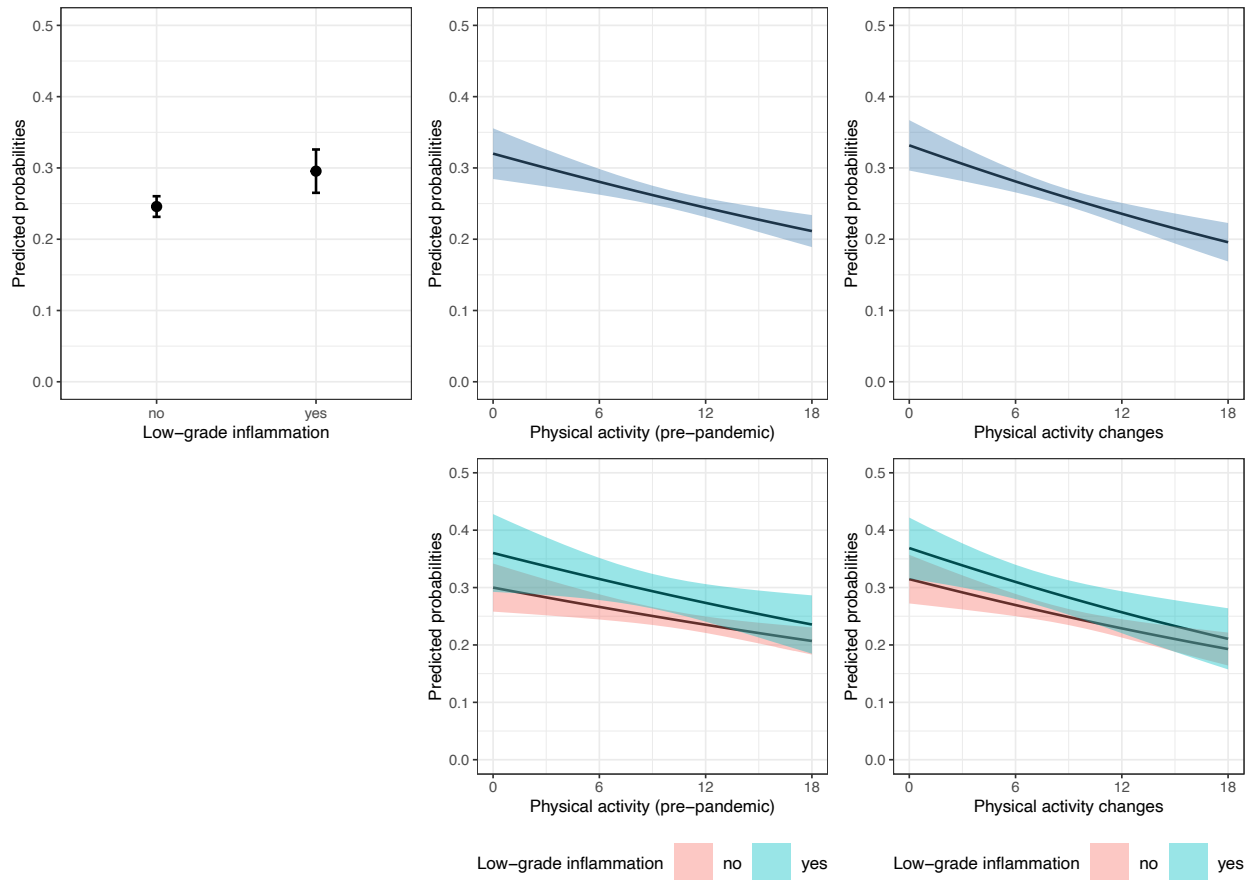 Predicted probabilities
0.5
0.4
0.3
0.2
0.1
0.0
no yes
Low−grade inflammation
Predicted probabilities
0.5
0.4
0.3
0.2
0.1
0.0
0 6 12 18
Physical activity (pre−pandemic)
Predicted probabilities
0.5
0.4
0.3
0.2
0.1
0.0
0 6 12 18
Physical activity changes
Predicted probabilities
0.5
0.4
0.3
0.2
0.1
0.0
0 6 12 18
Physical activity (pre−pandemic)
Low−grade inflammation no yes
Predicted probabilities
0.5
0.4
0.3
0.2
0.1
0.0
0 6 12 18
Physical activity changes
Low−grade inflammation no yes